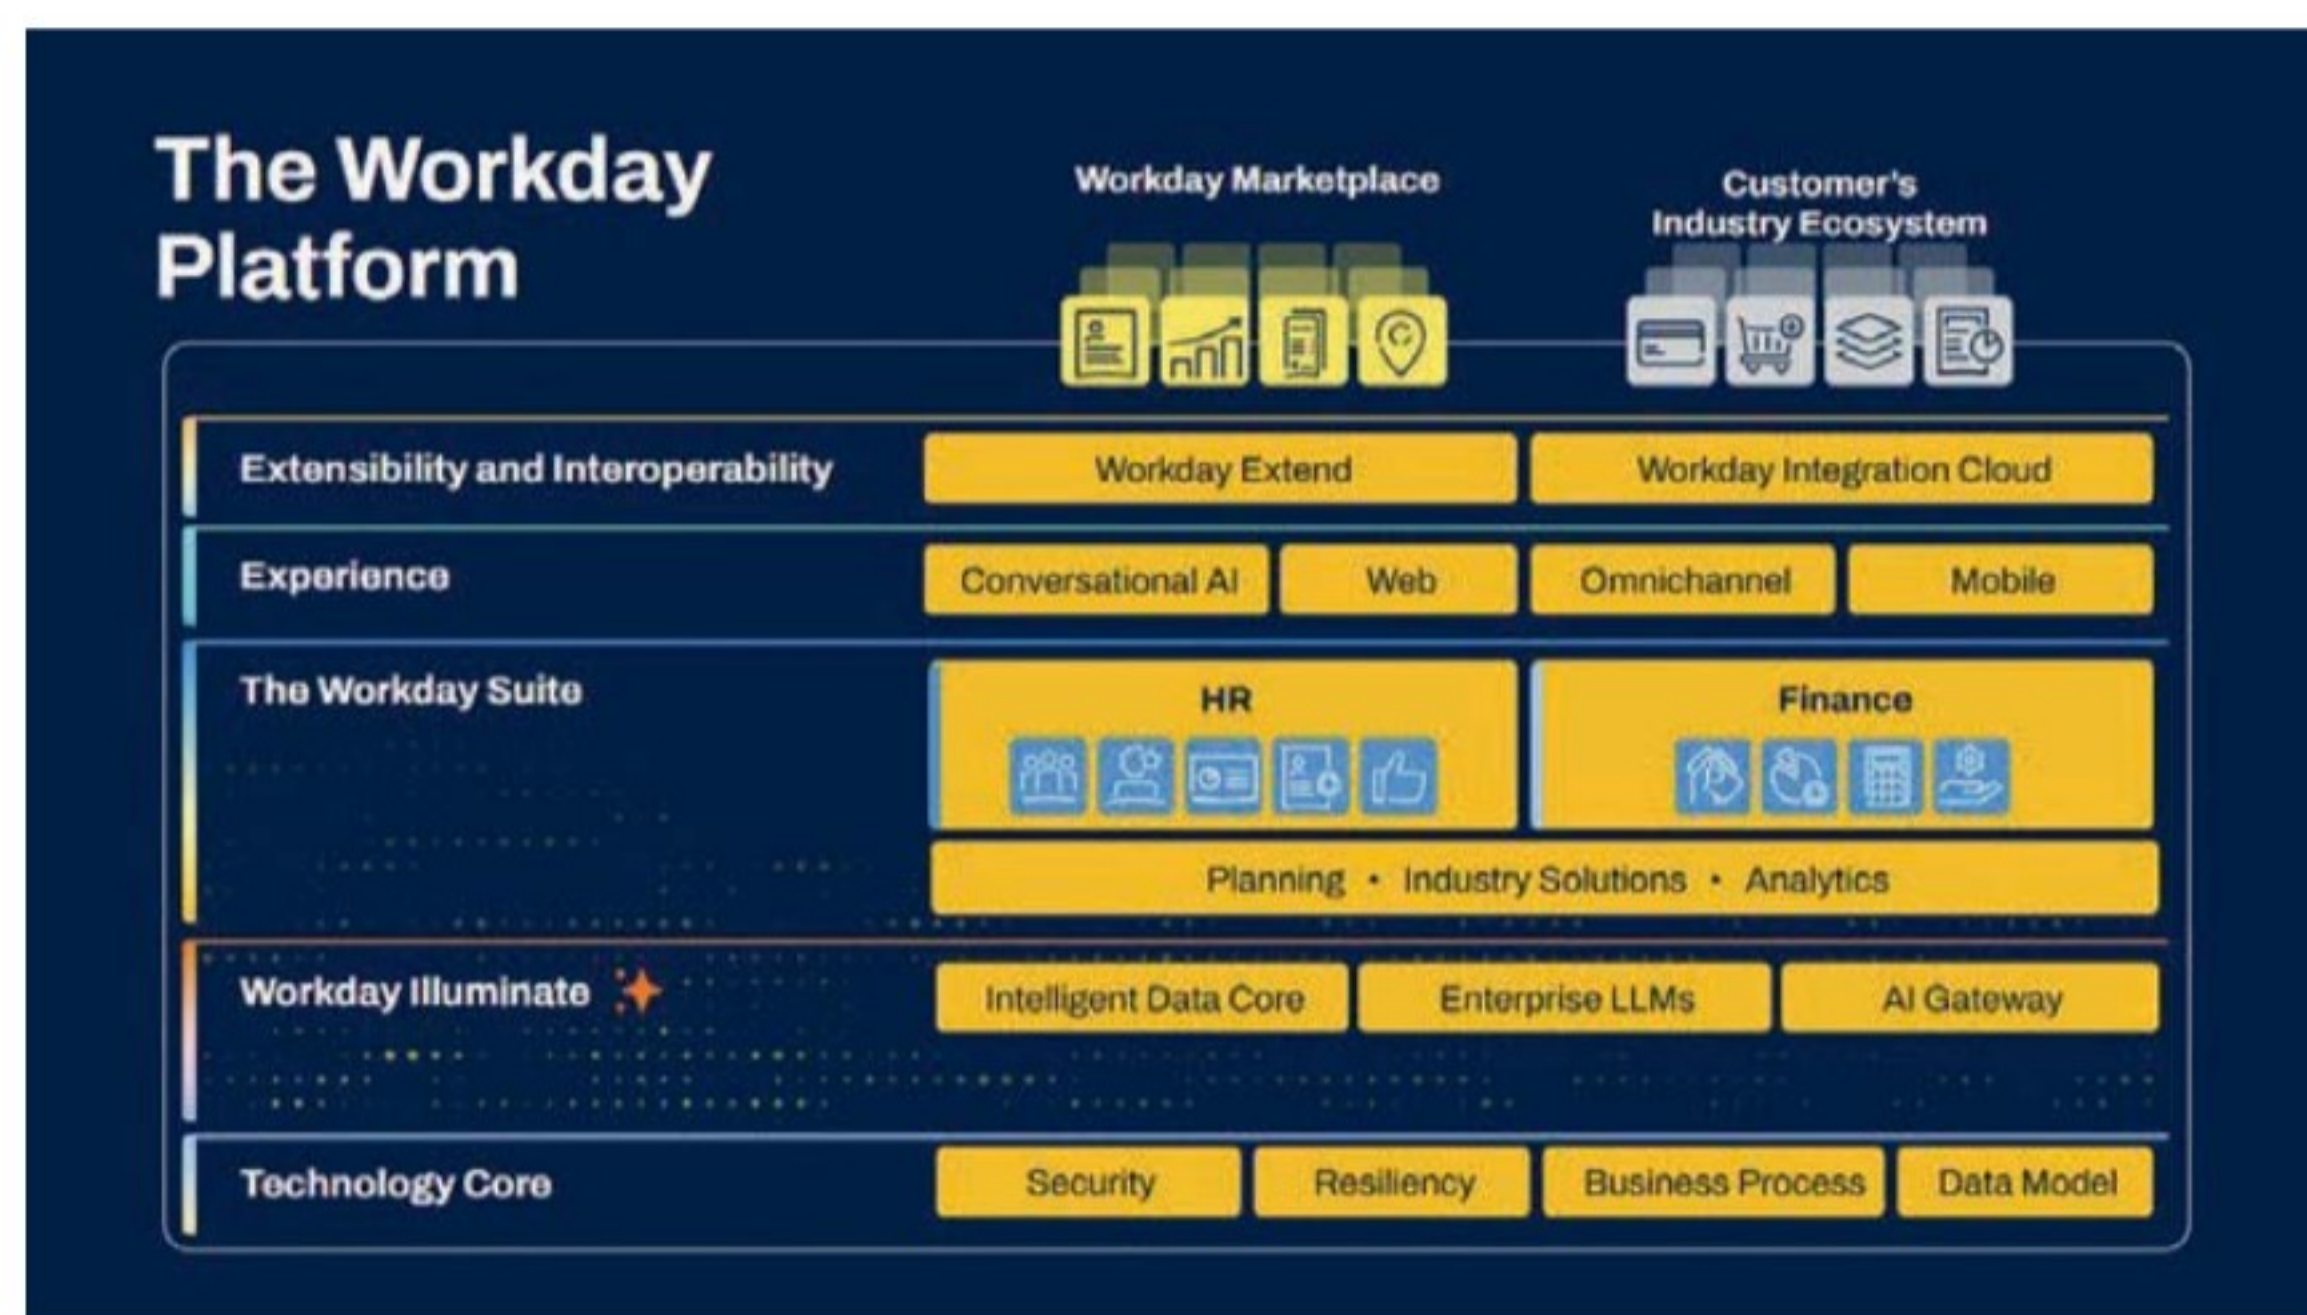 The Workday
Platform
Workday Marketplace
Customer's
Industry Ecosystem
Extensibility and Interoperability
Workday Extend
Workday Integration Cloud
Experience
Conversational AI
Web
Omnichannel
Mobile
The Workday Suite
HR
Finance
Planning • Industry Solutions • Analytics
Workday Illuminate
Intelligent Data Core
Enterprise LLMs
AI Gateway
Technology Core
Security
Resiliency
Business Process
Data Model